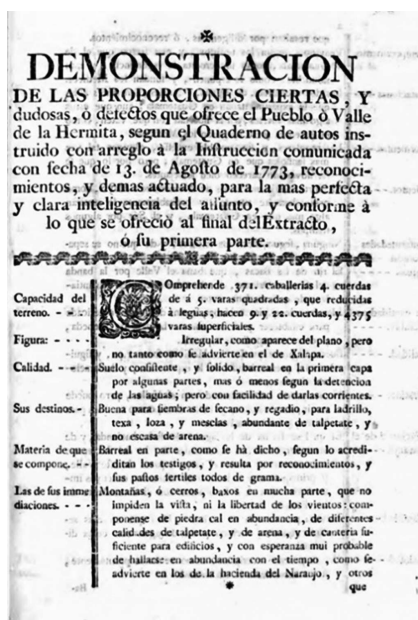 DEMONSTRACION
DE LAS PROPORCIONES CIERTAS, Y
dudosas, ó defectos que ofrece el Pueblo ò Valle
de la Hermita, segun el Quaderno de autos ins-
truido con arreglo à la Instruccion comunicada
con fecha de 13. de Agosto de 1773, reconoci-
mientos, y demas actuado, para la mas perfecta
y clara inteligencia del assunto, y conforme à
lo que se ofreciò al final del Extracto,
ò su primera parte.
Capacidad del
terreno. - - -
COmprehende 371. caballerias 4. cuerdas
de á 5. varas quadradas, que reducidas
à leguas, hacen 9. y 22. cuerdas, y 4375
varas superficiales.
Figura: - - - -
Irregular, como aparece del plano, pero
no tanto como se advierte en el de Xalapa.
Calidad. - - - -
Suelo consistente, y solido, barreal en la primera capa
por algunas partes, mas ó menos segun la detencion
de las aguas; pero con facilidad de darlas corrientes.
Sus destinos. -
Buena para siembras de secano, y regadio, para ladrillo,
texa, loza, y mesclas, abundante de talpetate, y
no escasa de arena.
Materia de que
se compone. - -
Barreal en parte, como se hà dicho, segun lo acredi-
ditan los testigos, y resulta por reconocimientos, y
sus pastos fertiles todos de grama.
Las de sus imme
diaciones. - - -
Montañas, ó cerros, baxos en mucha parte, que no
impiden la vista, ni la libertad de los vientos: com-
ponense de piedra cal en abundancia, de diferentes
calidades de talpetate, y de arena, y de canteria su-
ficiente para edificios, y con esperanza mui probable
de hallarse en abundancia con el tiempo, como se
advierte en los de la hacienda del Naranjo, y otros
que